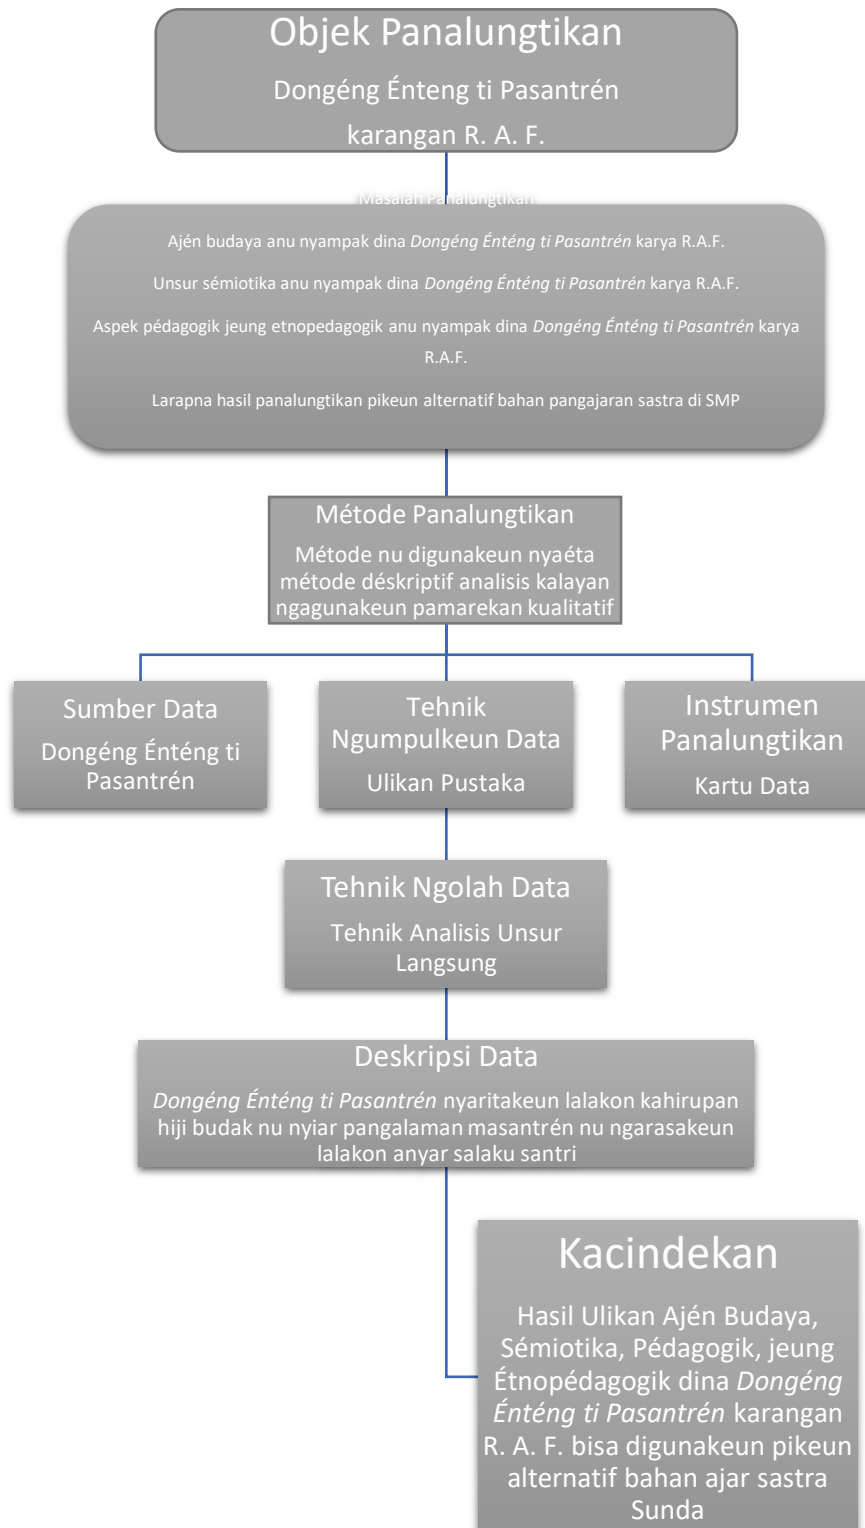 Objek Panalungtikan
Dongéng Énteng ti Pasantrén
karangan R. A. F.
Masalah Panalungtikan
Ajén budaya anu nyampak dina Dongéng Énténg ti Pasantrén karya R.A.F.
Unsur sémiotika anu nyampak dina Dongéng Énténg ti Pasantrén karya R.A.F.
Aspek pédagogik jeung etnopedagogik anu nyampak dina Dongéng Énténg ti Pasantrén karya
R.A.F.
Larapna hasil panalungtikan pikeun alternatif bahan pangajaran sastra di SMP
Métode Panalungtikan
Métode nu digunakeun nyaéta
métode déskriptif analisis kalayan
ngagunakeun pamarekan kualitatif
Sumber Data
Dongéng Énténg ti
Pasantrén
Tehnik
Ngumpulkeun Data
Ulikan Pustaka
Instrumen
Panalungtikan
Kartu Data
Tehnik Ngolah Data
Tehnik Analisis Unsur
Langsung
Deskripsi Data
Dongéng Énténg ti Pasantrén nyaritakeun lalakon kahirupan
hiji budak nu nyiar pangalaman masantrén nu ngarasakeun
lalakon anyar salaku santri
Kacindekan
Hasil Ulikan Ajén Budaya,
Sémiotika, Pédagogik, jeung
Étnopédagogik dina Dongéng
Énténg ti Pasantrén karangan
R. A. F. bisa digunakeun pikeun
alternatif bahan ajar sastra
Sunda